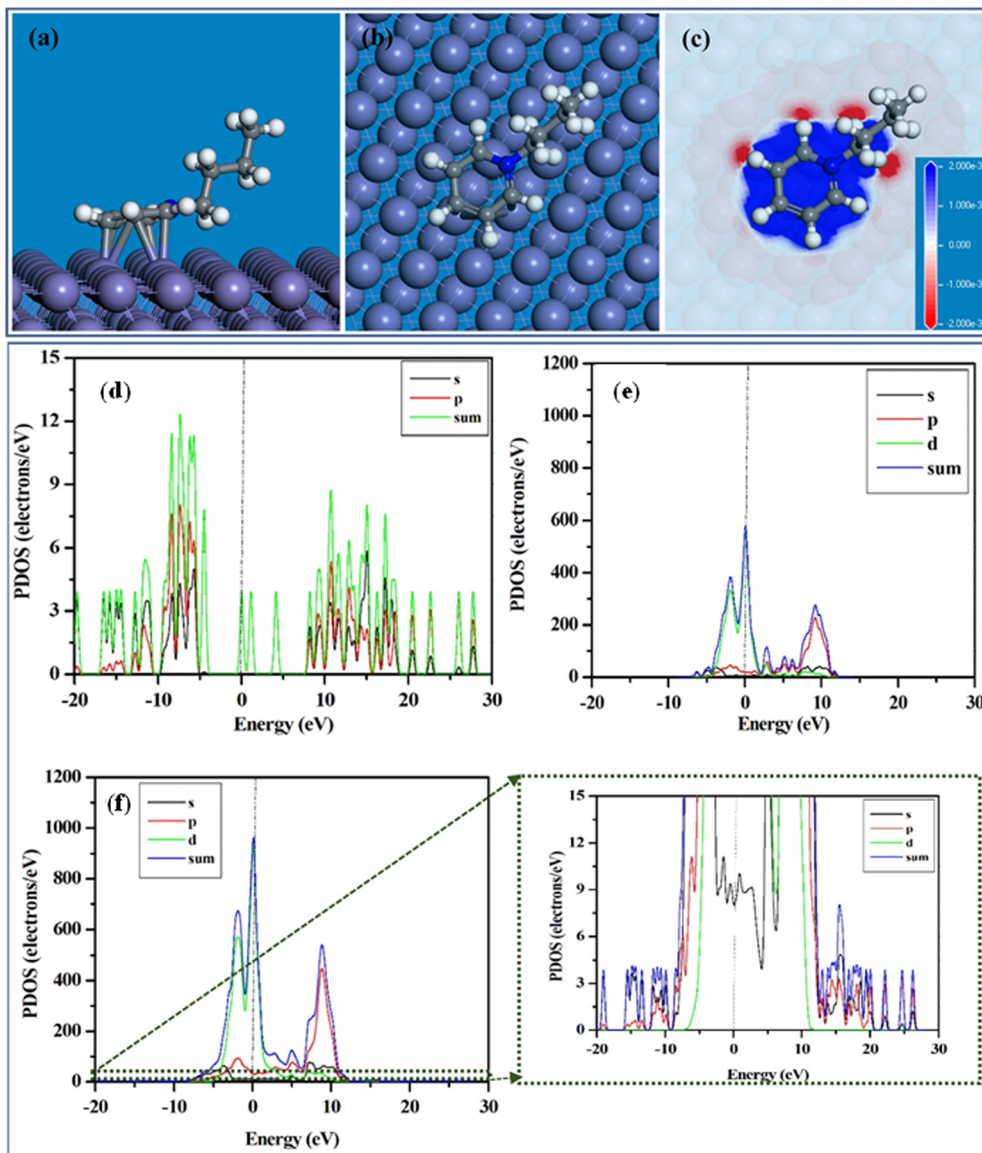 (a)
(b)
(c)
2.000e-3
1.000e-3
0.000
-1.000e-3
-2.000e-3
(d)
s
p
sum
15
12
9
6
3
0
-20 -10 0 10 20 30
PDOS (electrons/eV)
Energy (eV)
(e)
s
p
d
sum
1200
1000
800
600
400
200
0
-20 -10 0 10 20 30
PDOS (electrons/eV)
Energy (eV)
(f)
s
p
d
sum
1200
1000
800
600
400
200
0
-20 -10 0 10 20 30
PDOS (electrons/eV)
Energy (eV)
s
p
d
sum
15
12
9
6
3
0
-20 -10 0 10 20 30
PDOS (electrons/eV)
Energy (eV)